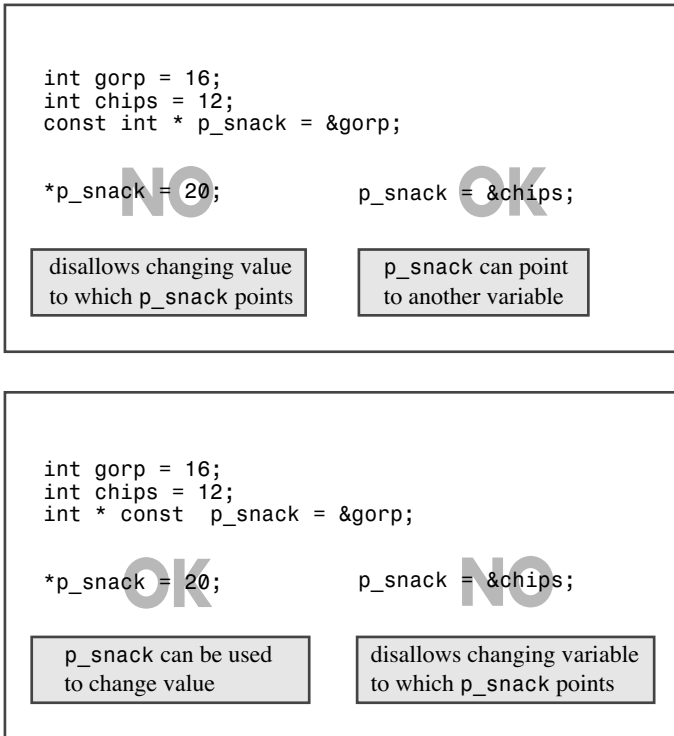 int gorp = 16;
int chips = 12;
const int * p_snack = &gorp;
*p_snack = 20;
NO
p_snack = &chips;
OK
disallows changing value
to which p_snack points
p_snack can point
to another variable
int gorp = 16;
int chips = 12;
int * const  p_snack = &gorp;
*p_snack = 20;
OK
p_snack = &chips;
NO
p_snack can be used
to change value
disallows changing variable
to which p_snack points